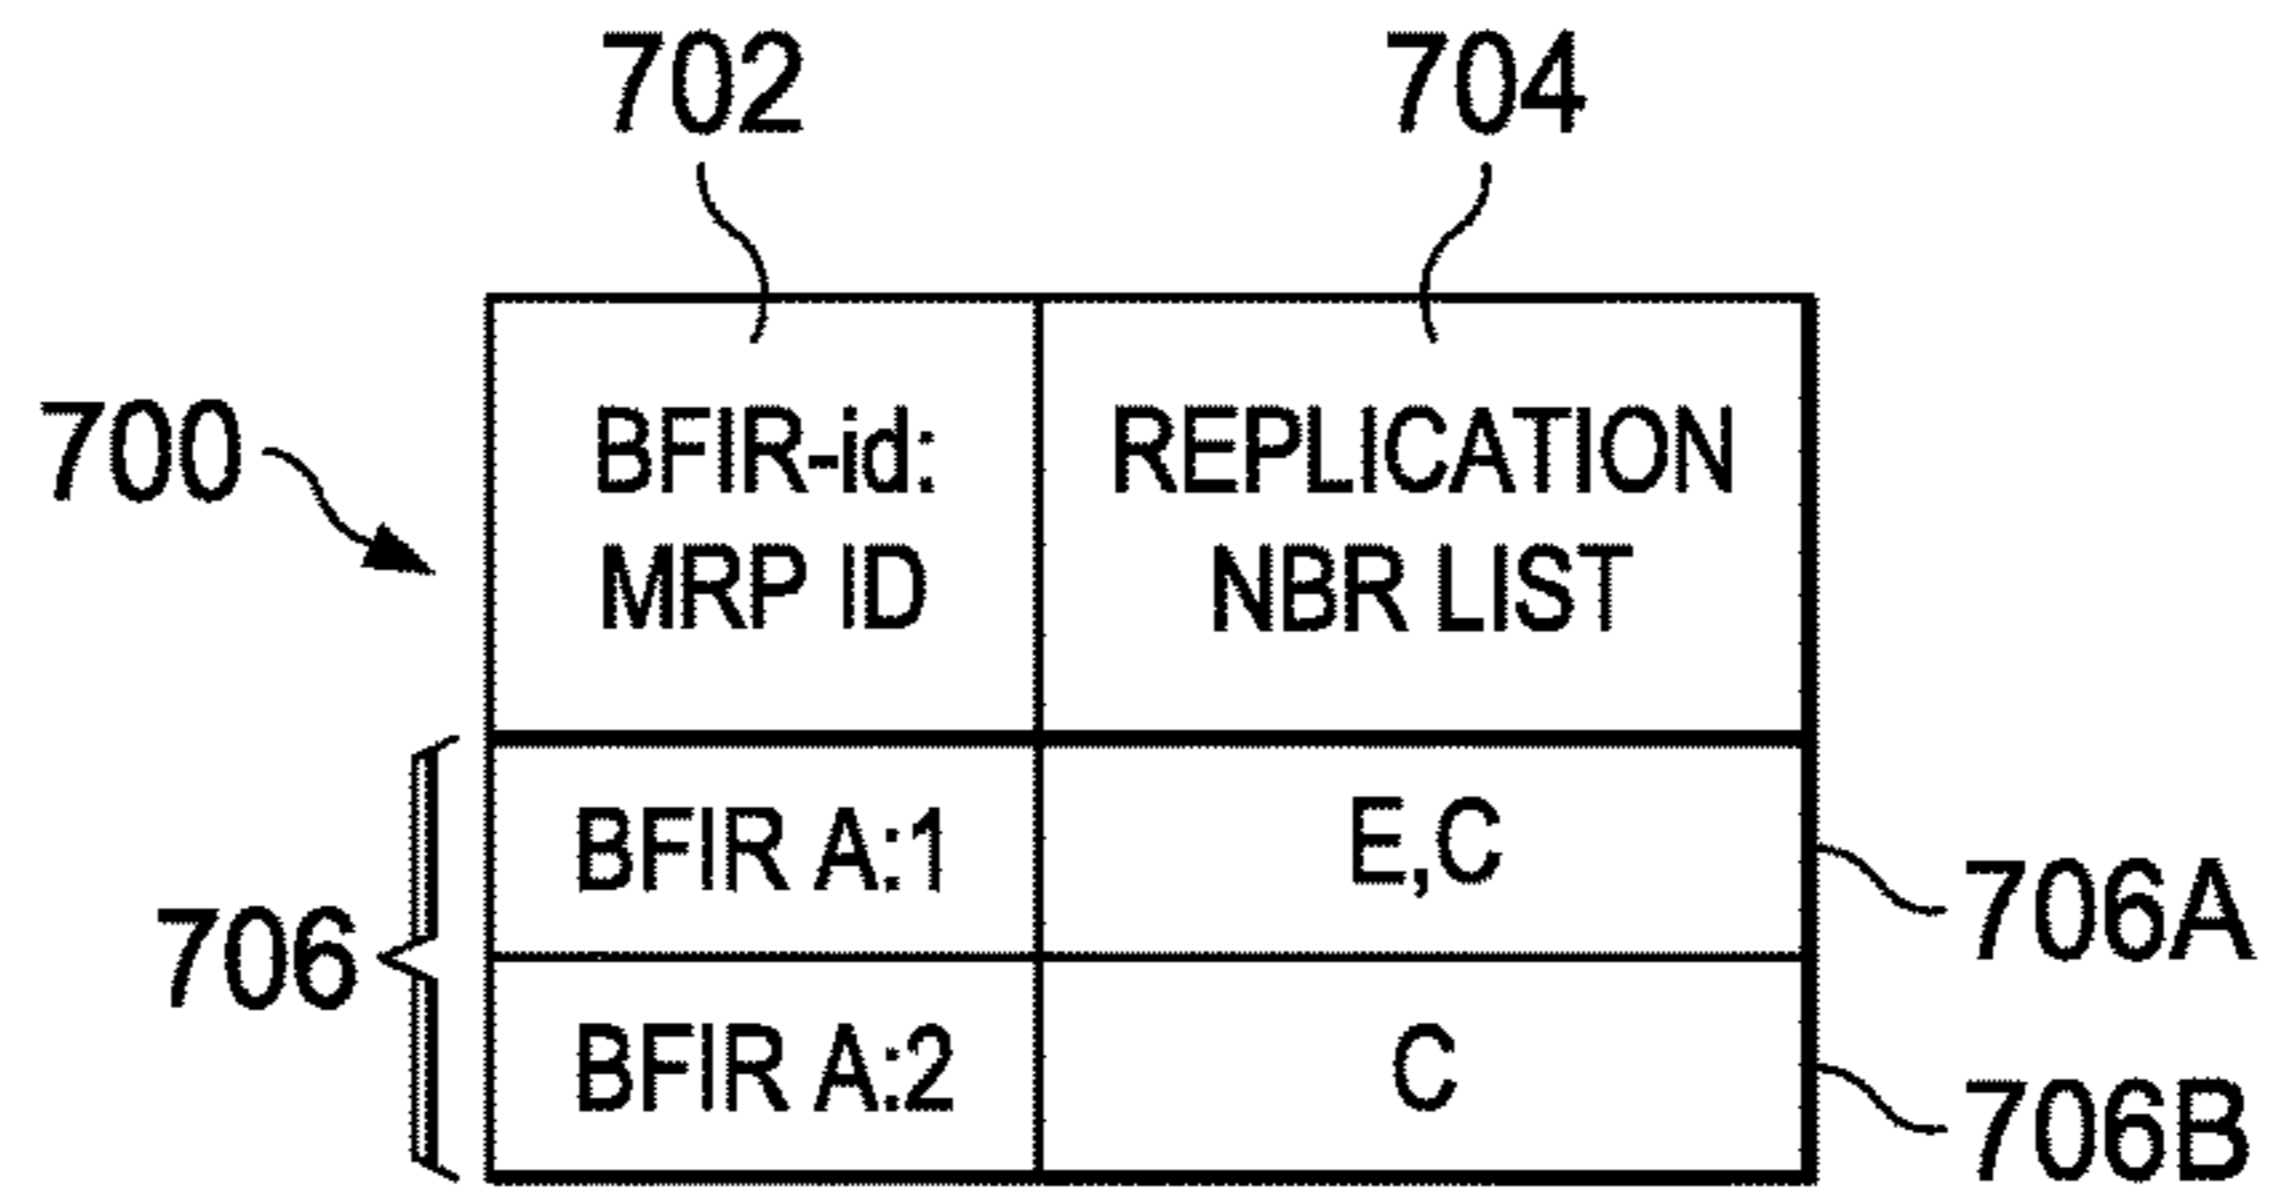 702 704
700
BFIR-id: REPLICATION
MRP ID NBR LIST
706
BFIR A:1 E,C 706A
BFIR A:2 C 706B